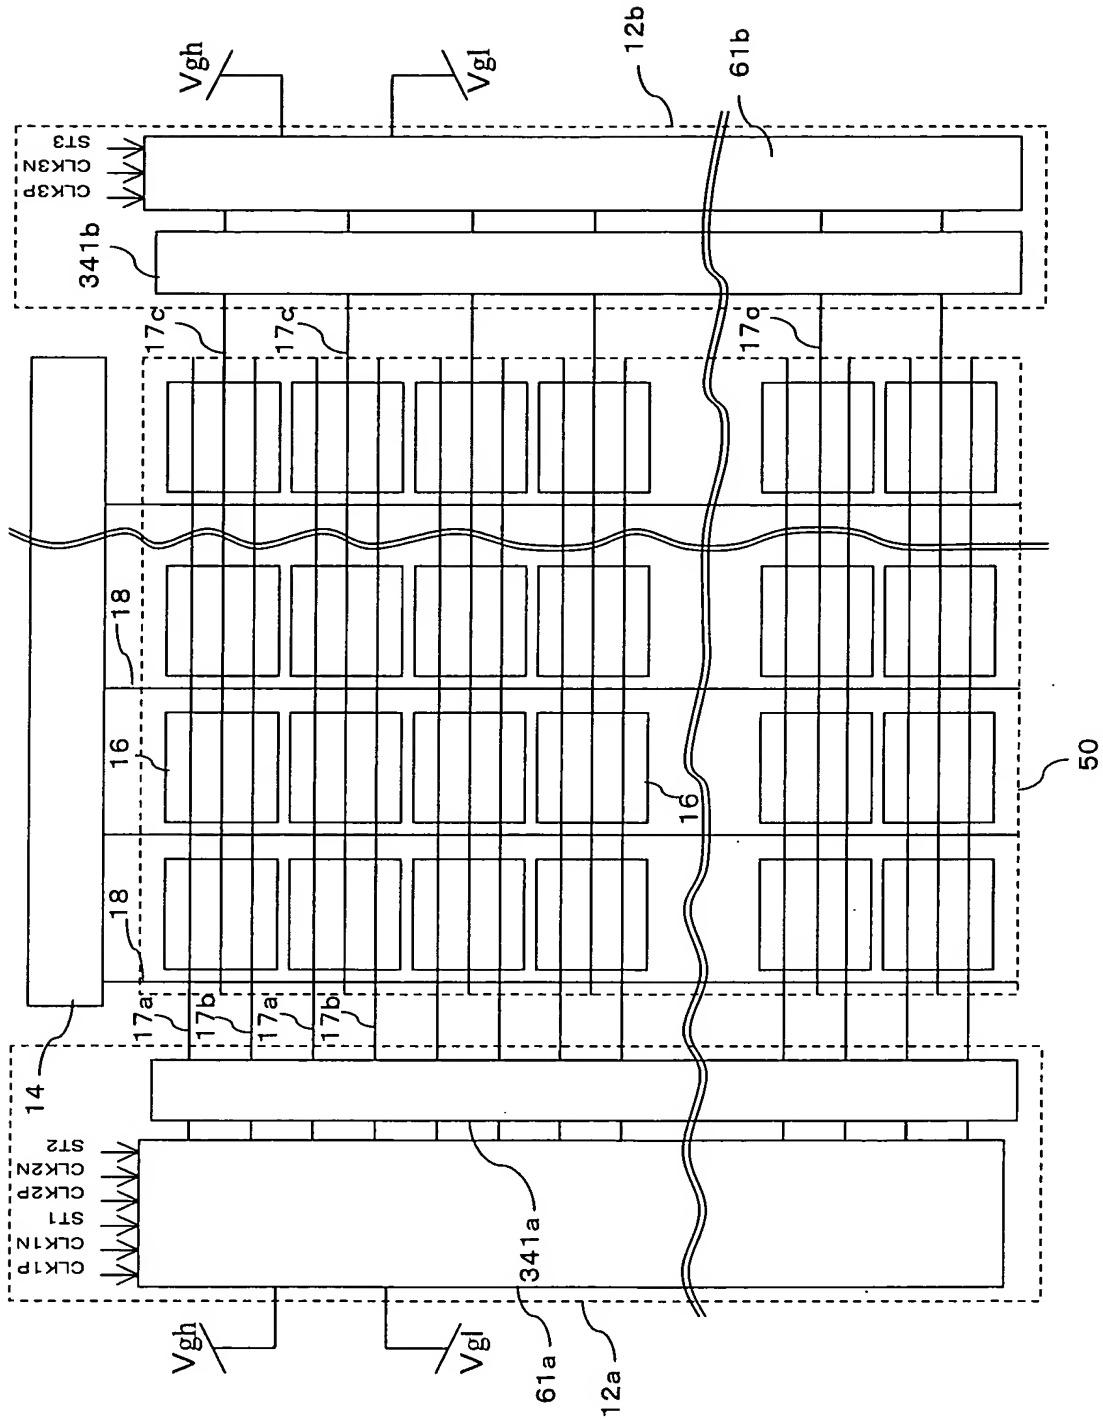 Vgh
Vgl
12b
61b
ST3
CLK3N
CLK3P
341b
17c
17c
17c
18
16
16
50
18
17a
17b
17a
17b
14
ST2
CLK2N
CLK2P
ST1
CLK1N
CLK1P
341a
Vgh
Vgl
61a
12a